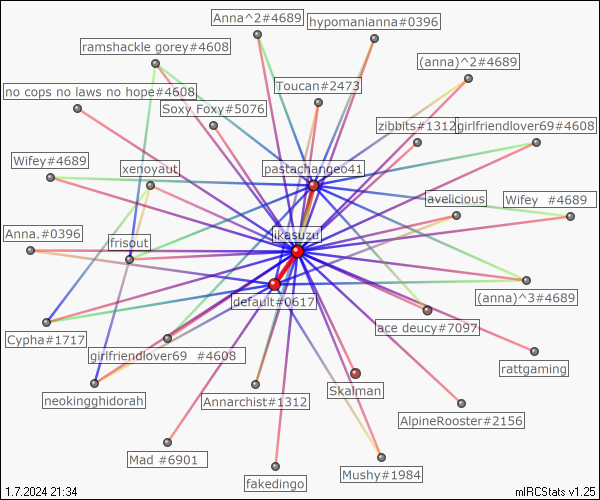 Anna^2#4689
hypomanianna#0396
ramshackle gorey#4608
(anna)^2#4689
Toucan#2473
no cops no laws no hope#4608
Soxy Foxy#5076
zibbits#1312
girlfriendlover69#4608
Wifey#4689
xenoyaut
pastachangeo41
avelicious
Wifey #4689
Anna.#0396
frisout
ikasuzu
default#0617
(anna)^3#4689
Cypha#1717
girlfriendlover69 #4608
ace deucy#7097
rattgaming
neokingghidorah
Annarchist#1312
Skalman
AlpineRooster#2156
Mad #6901
fakedingo
Mushy#1984
1.7.2024 21:34
mIRCStats v1.25